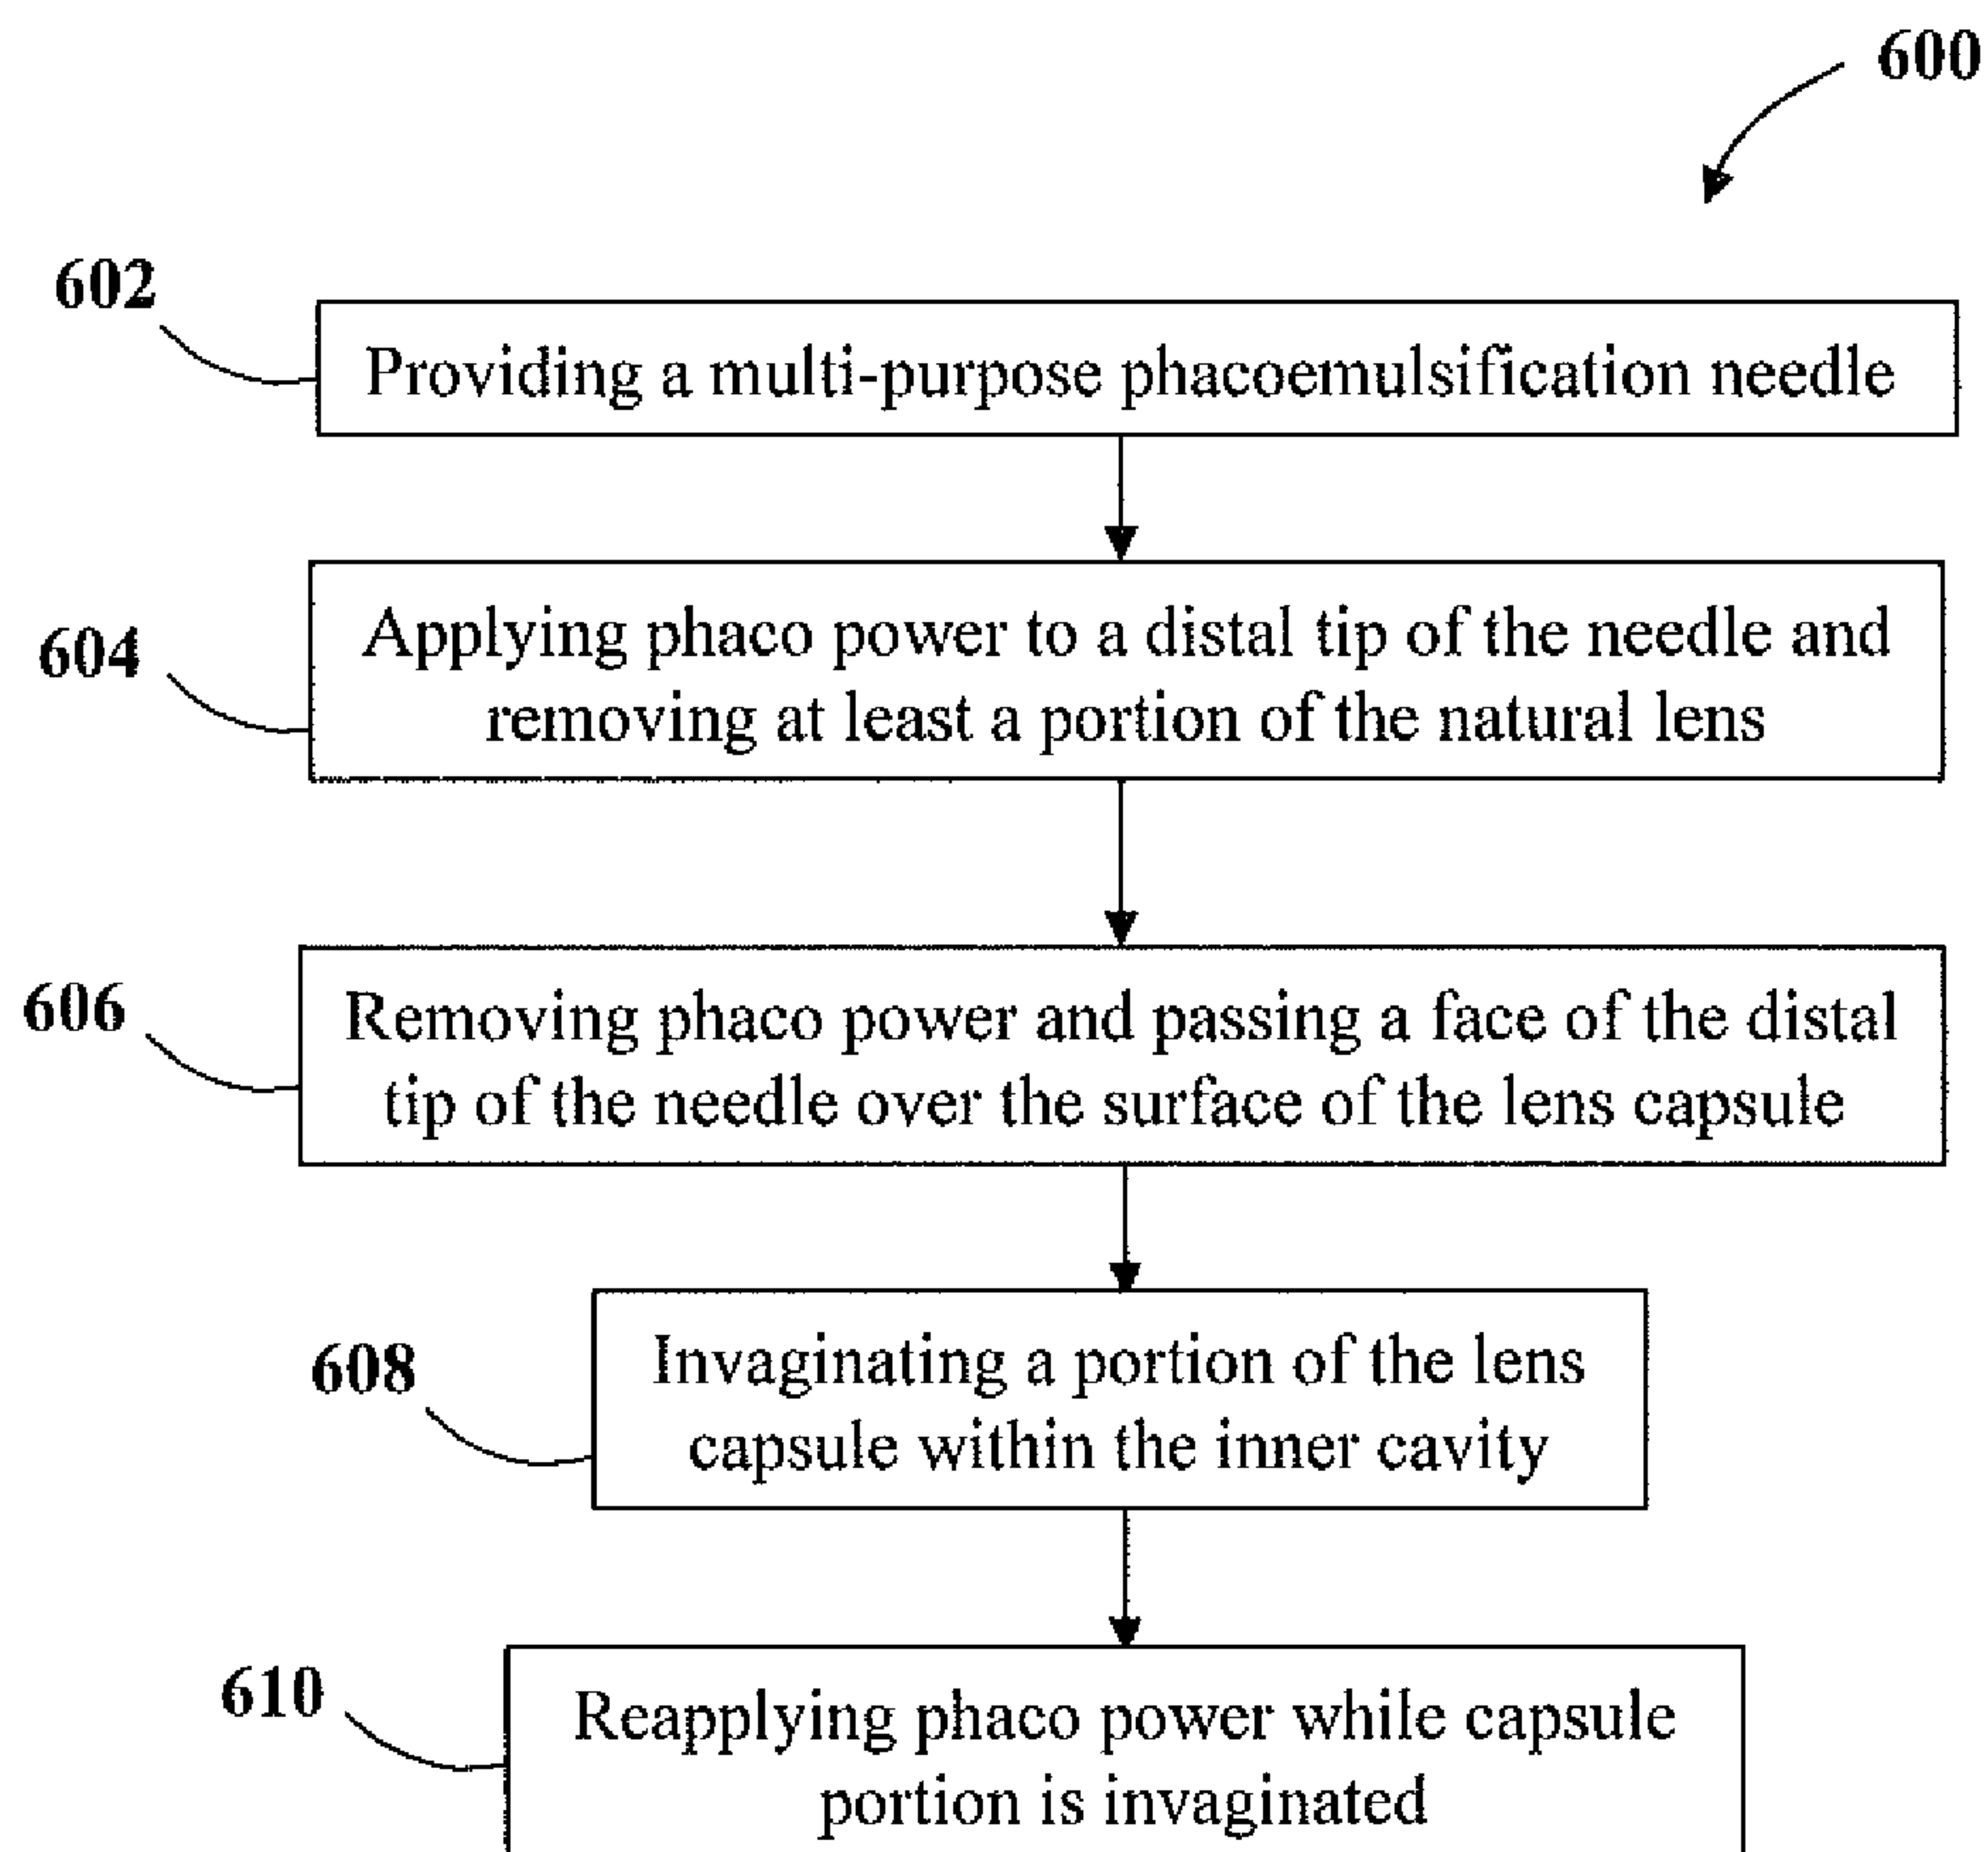 600
602
Providing a multi-purpose phacoemulsification needle
604
Applying phaco power to a distal tip of the needle and
removing at least a portion of the natural lens
606
Removing phaco power and passing a face of the distal
tip of the needle over the surface of the lens capsule
608
Invaginating a portion of the lens
capsule within the inner cavity
610
Reapplying phaco power while capsule
portion is invaginated